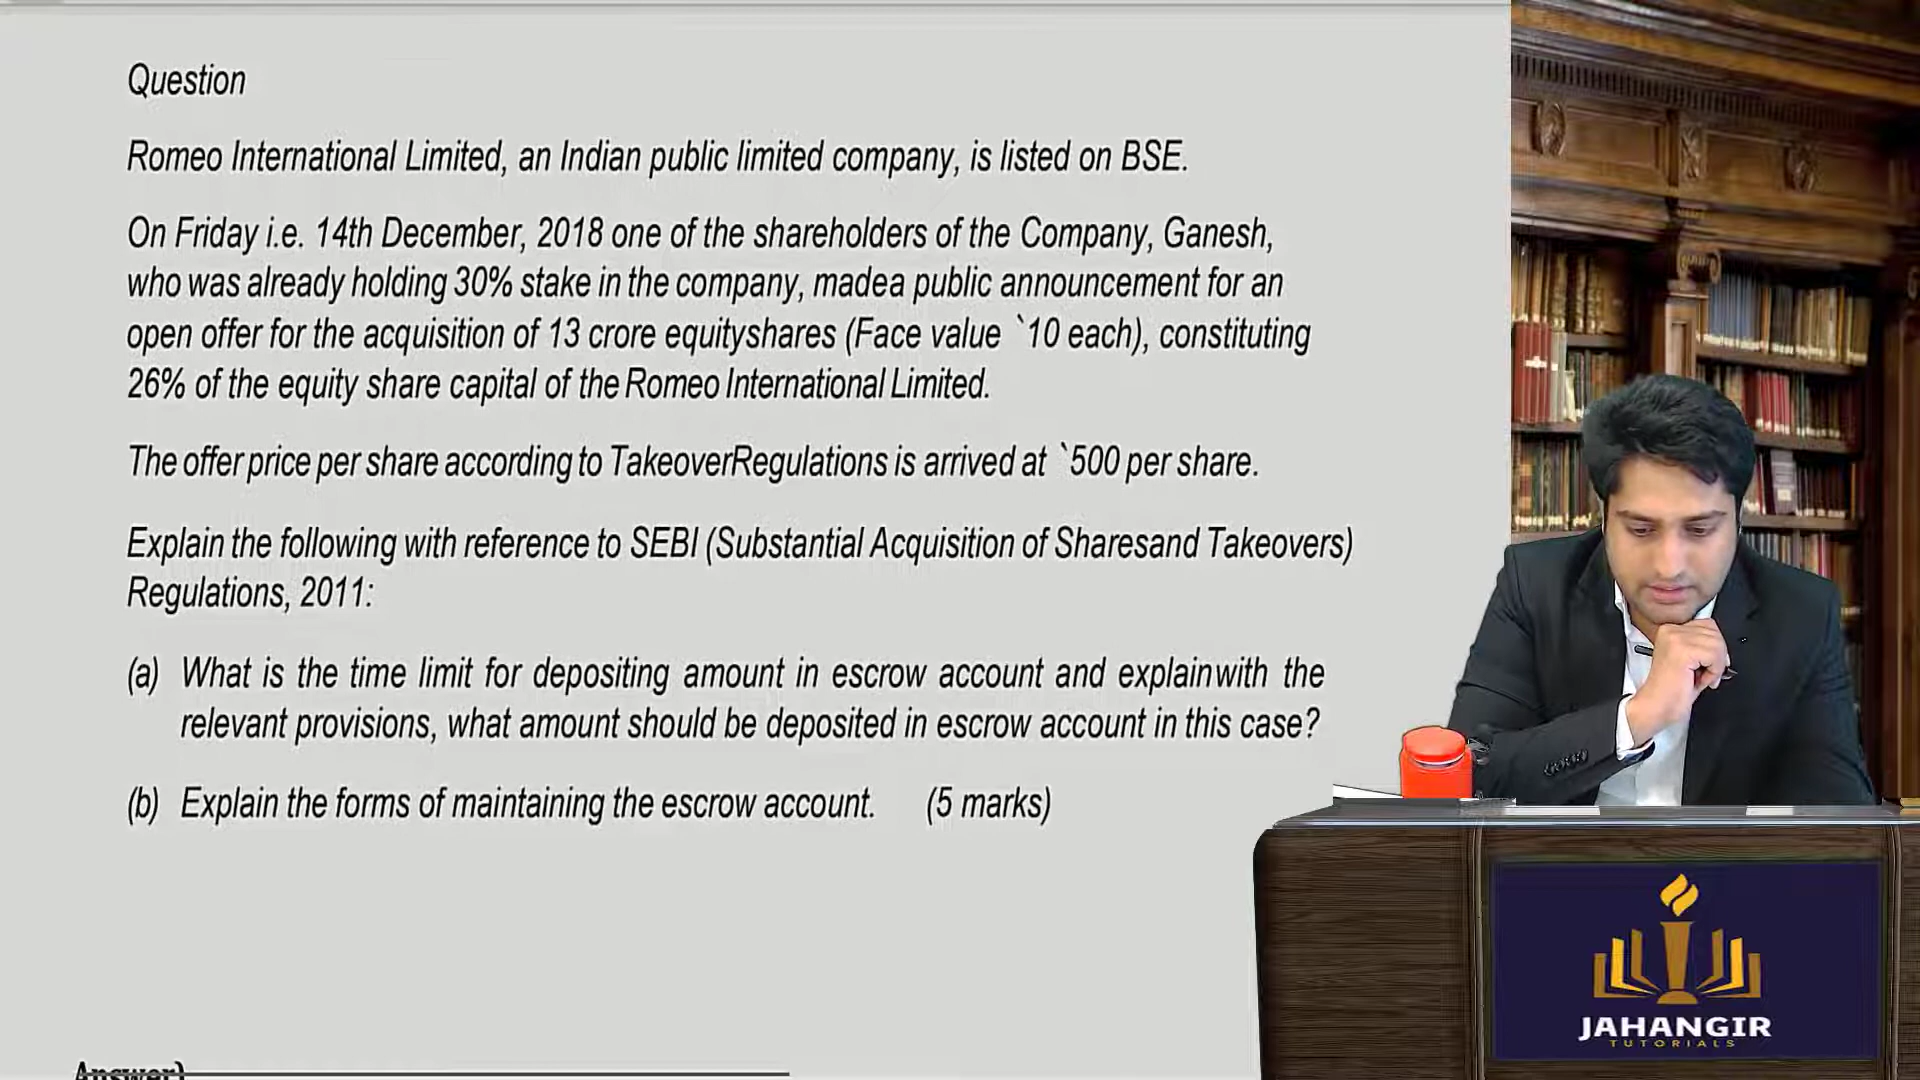 Question
Romeo International Limited, an Indian public limited company, is listed on BSE.
On Friday i.e. 14th December, 2018 one of the shareholders of the Company, Ganesh,
who was already holding 30% stake in the company, madea public announcement for an
open offer for the acquisition of 13 crore equityshares (Face value `10 each), constituting
26% of the equity share capital of the Romeo International Limited.
The offer price per share according to TakeoverRegulations is arrived at `500 per share.
Explain the following with reference to SEBI (Substantial Acquisition of Sharesand Takeovers)
Regulations, 2011:
(a) What is the time limit for depositing amount in escrow account and explainwith the
relevant provisions, what amount should be deposited in escrow account in this case?
(b) Explain the forms of maintaining the escrow account. (5 marks)
Answer)
JAHANGIR
TUTORIALS